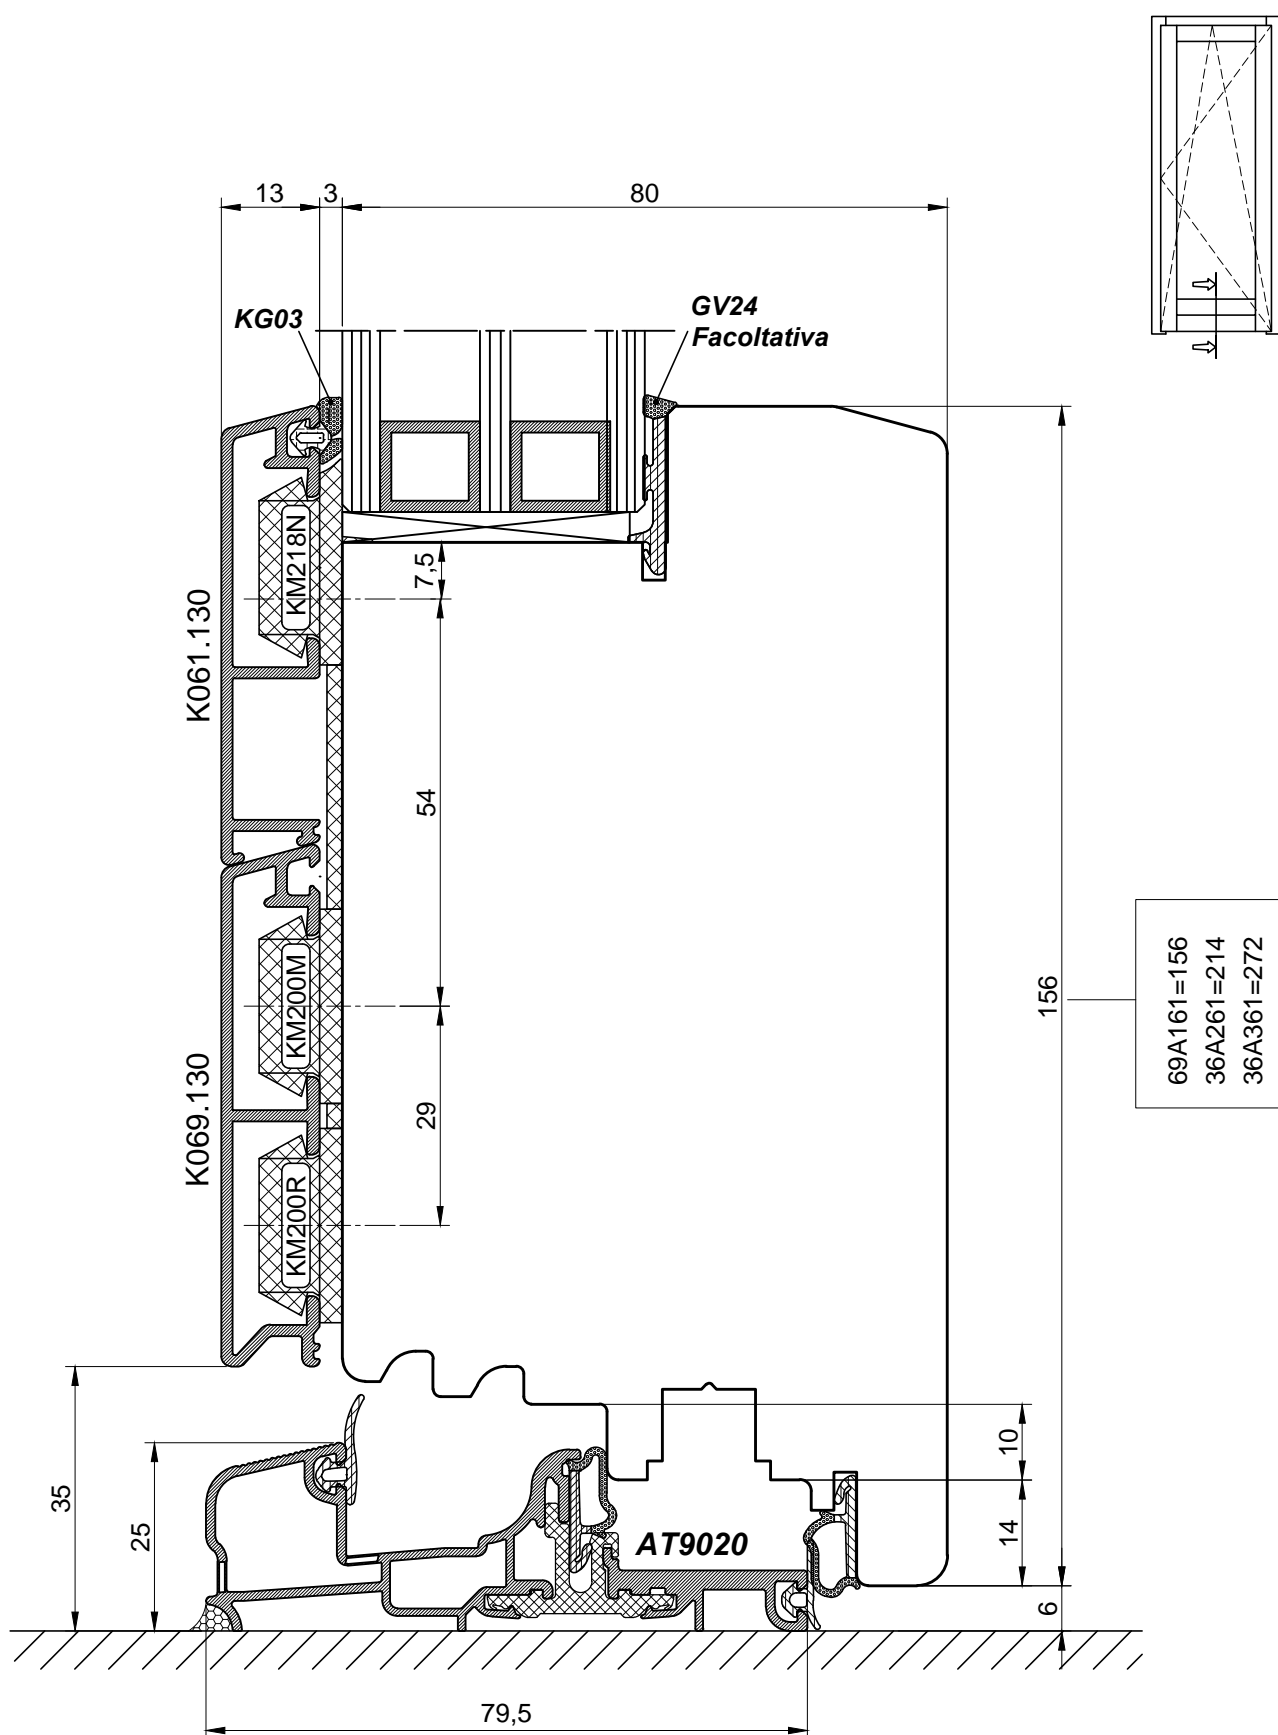 13
3
80
KG03
GV24
Facoltativa
7,5
KM218N
K061.130
54
156
69A161=156
36A261=214
36A361=272
KM200M
K069.130
29
KM200R
35
25
10
14
AT9020
6
79,5